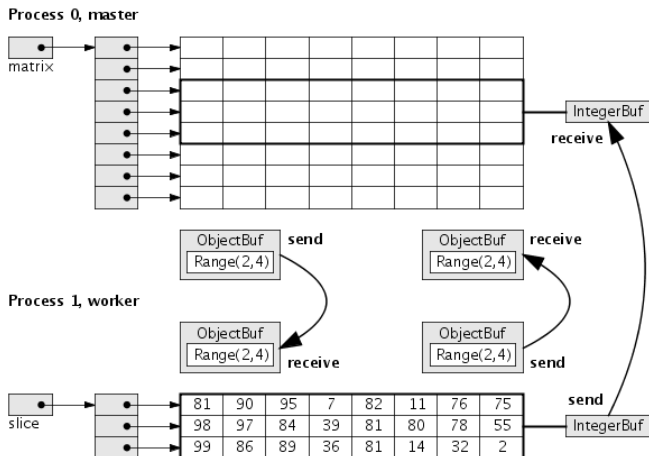 Process 0, master
matrix
IntegerBuf
receive
ObjectBuf send ObjectBuf receive
Range(2,4) Range(2,4)
Process 1, worker
ObjectBuf ObjectBuf
Range(2,4) receive Range(2,4) send
send
81 90 95 7 82 11 76 75
slice 98 97 84 39 81 80 78 55 IntegerBuf
99 86 89 36 81 14 32 2